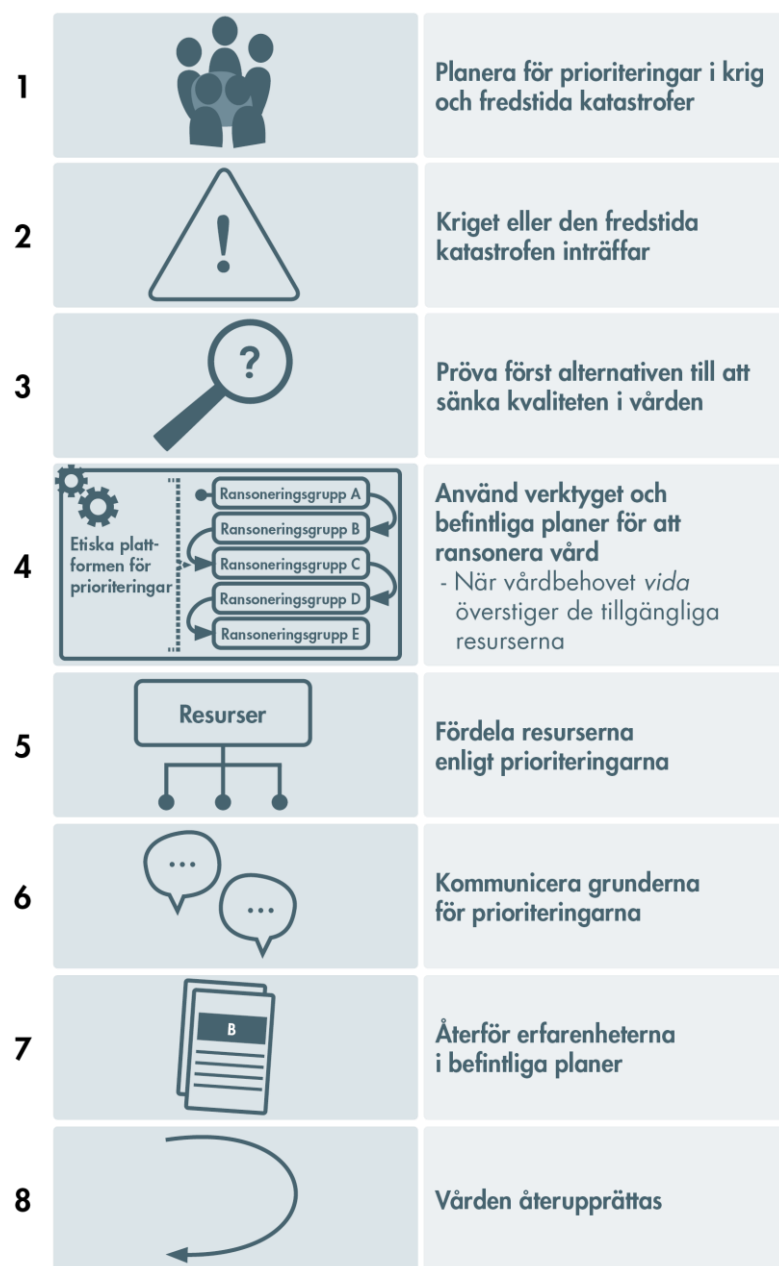 1
Planera för prioriteringar i krig
och fredstida katastrofer
2
!
Kriget eller den fredstida
katastrofen inträffar
3
?
Pröva först alternativen till att
sänka kvaliteten i vården
4
Etiska platt-
formen för
prioriteringar
Ransoneringsgrupp A
Ransoneringsgrupp B
Ransoneringsgrupp C
Ransoneringsgrupp D
Ransoneringsgrupp E
Använd verktyget och
befintliga planer för att
ransonera vård
- När vårdbehovet vida
överstiger de tillgängliga
resurserna
5
Resurser
Fördela resurserna
enligt prioriteringarna
6
...
...
Kommunicera grunderna
för prioriteringarna
7
B
Återför erfarenheterna
i befintliga planer
8
Vården återupprättas